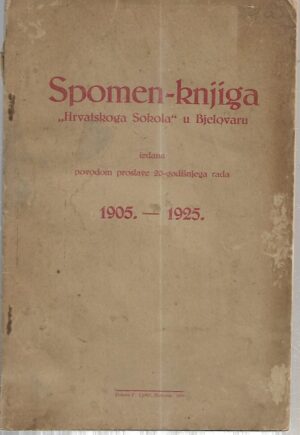 Spomen-knjiga
„Hrvatskoga Sokola“ u Bjelovaru
izdana
povodom proslave 20-godišnjega rada
1905. — 1925.